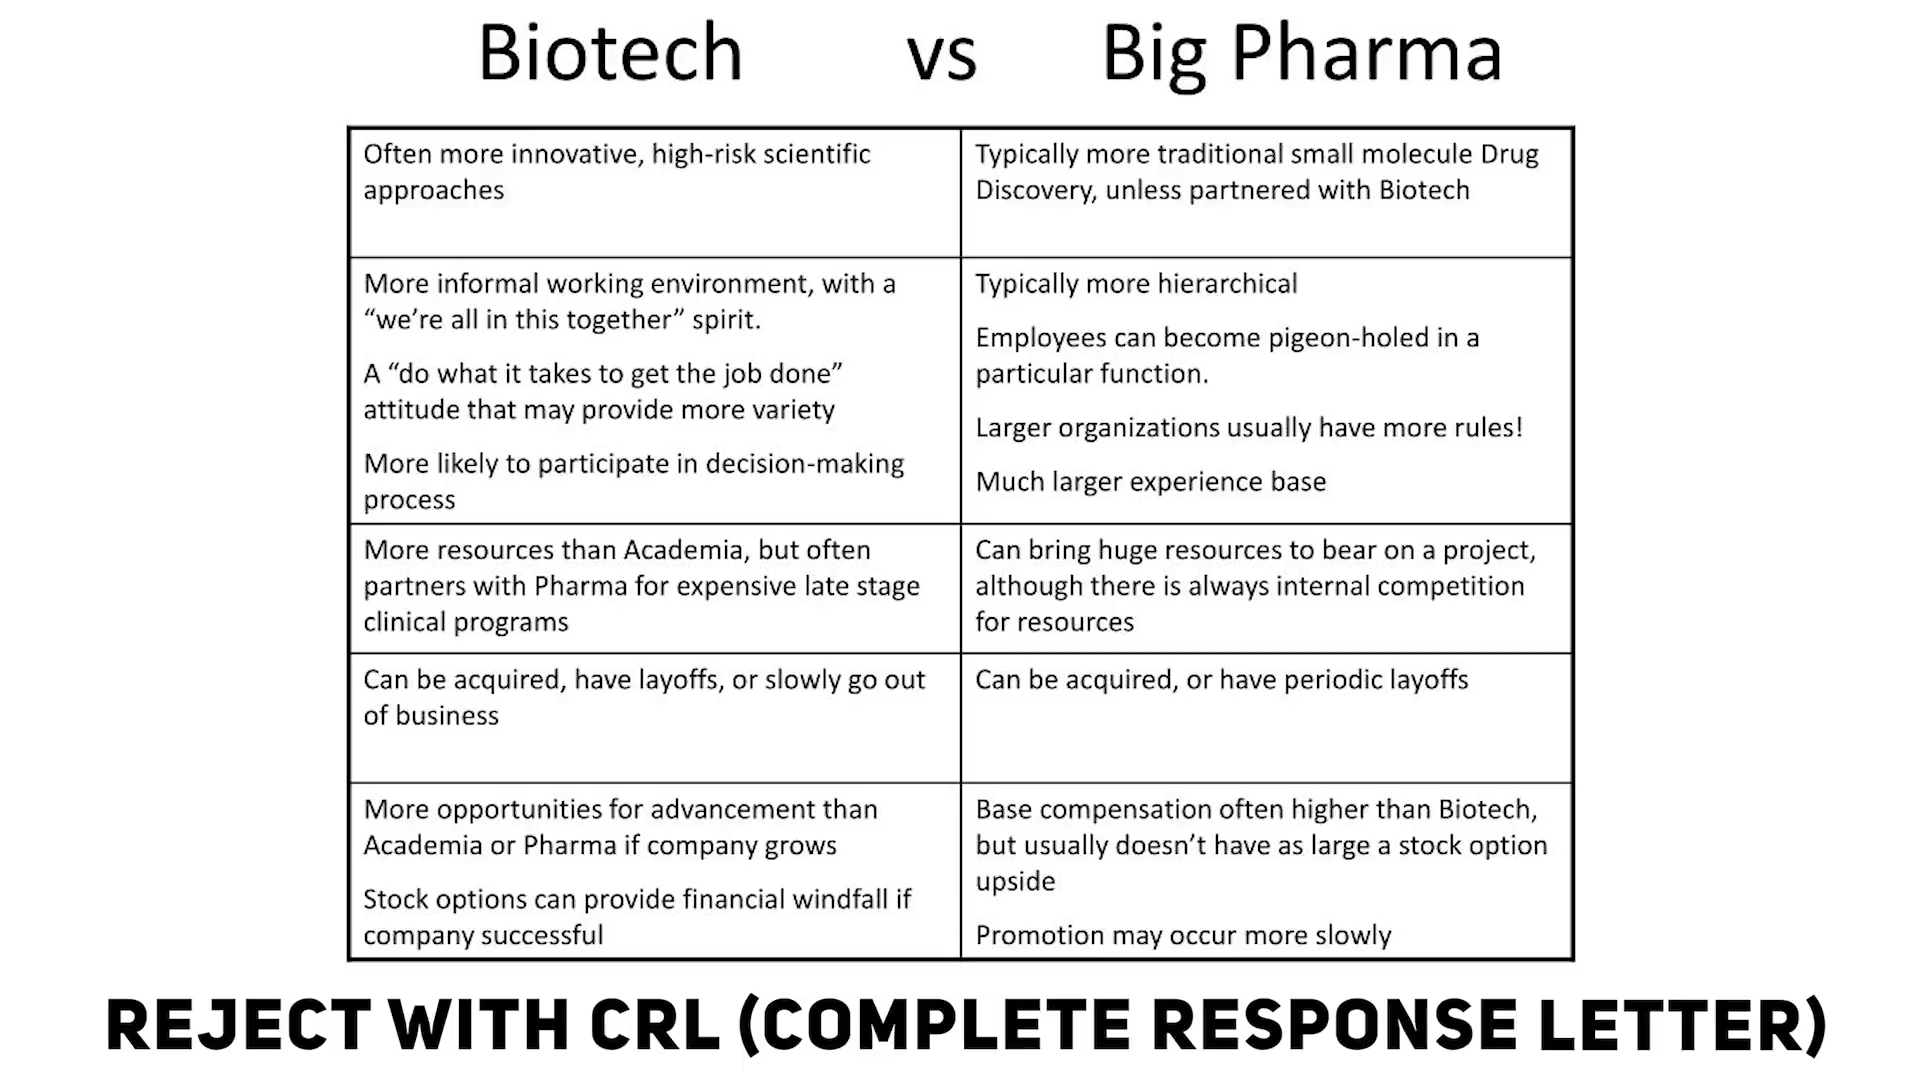 Biotech vs Big Pharma
Often more innovative, high-risk scientific
approaches
Typically more traditional small molecule Drug
Discovery, unless partnered with Biotech
More informal working environment, with a
“we’re all in this together” spirit.
A “do what it takes to get the job done”
attitude that may provide more variety
More likely to participate in decision-making
process
Typically more hierarchical
Employees can become pigeon-holed in a
particular function.
Larger organizations usually have more rules!
Much larger experience base
More resources than Academia, but often
partners with Pharma for expensive late stage
clinical programs
Can bring huge resources to bear on a project,
although there is always internal competition
for resources
Can be acquired, have layoffs, or slowly go out
of business
Can be acquired, or have periodic layoffs
More opportunities for advancement than
Academia or Pharma if company grows
Stock options can provide financial windfall if
company successful
Base compensation often higher than Biotech,
but usually doesn’t have as large a stock option
upside
Promotion may occur more slowly
REJECT WITH CRL (COMPLETE RESPONSE LETTER)